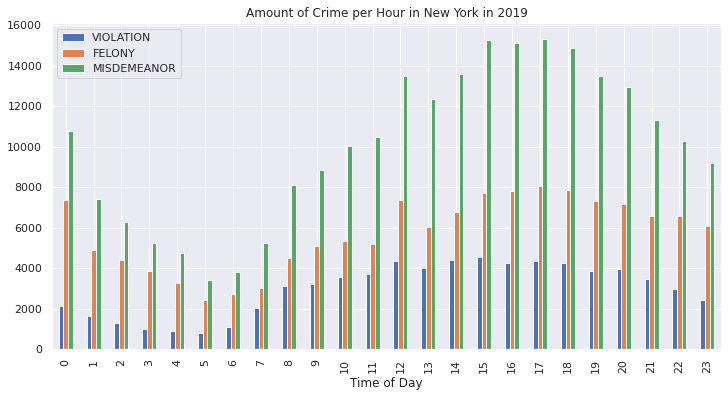 Amount of Crime per Hour in New York in 2019
16000
14000
12000
10000
8000
6000
4000
2000
0
VIOLATION
FELONY
MISDEMEANOR
0 1 2 3 4 5 6 7 8 9 10 11 12 13 14 15 16 17 18 19 20 21 22 23
Time of Day